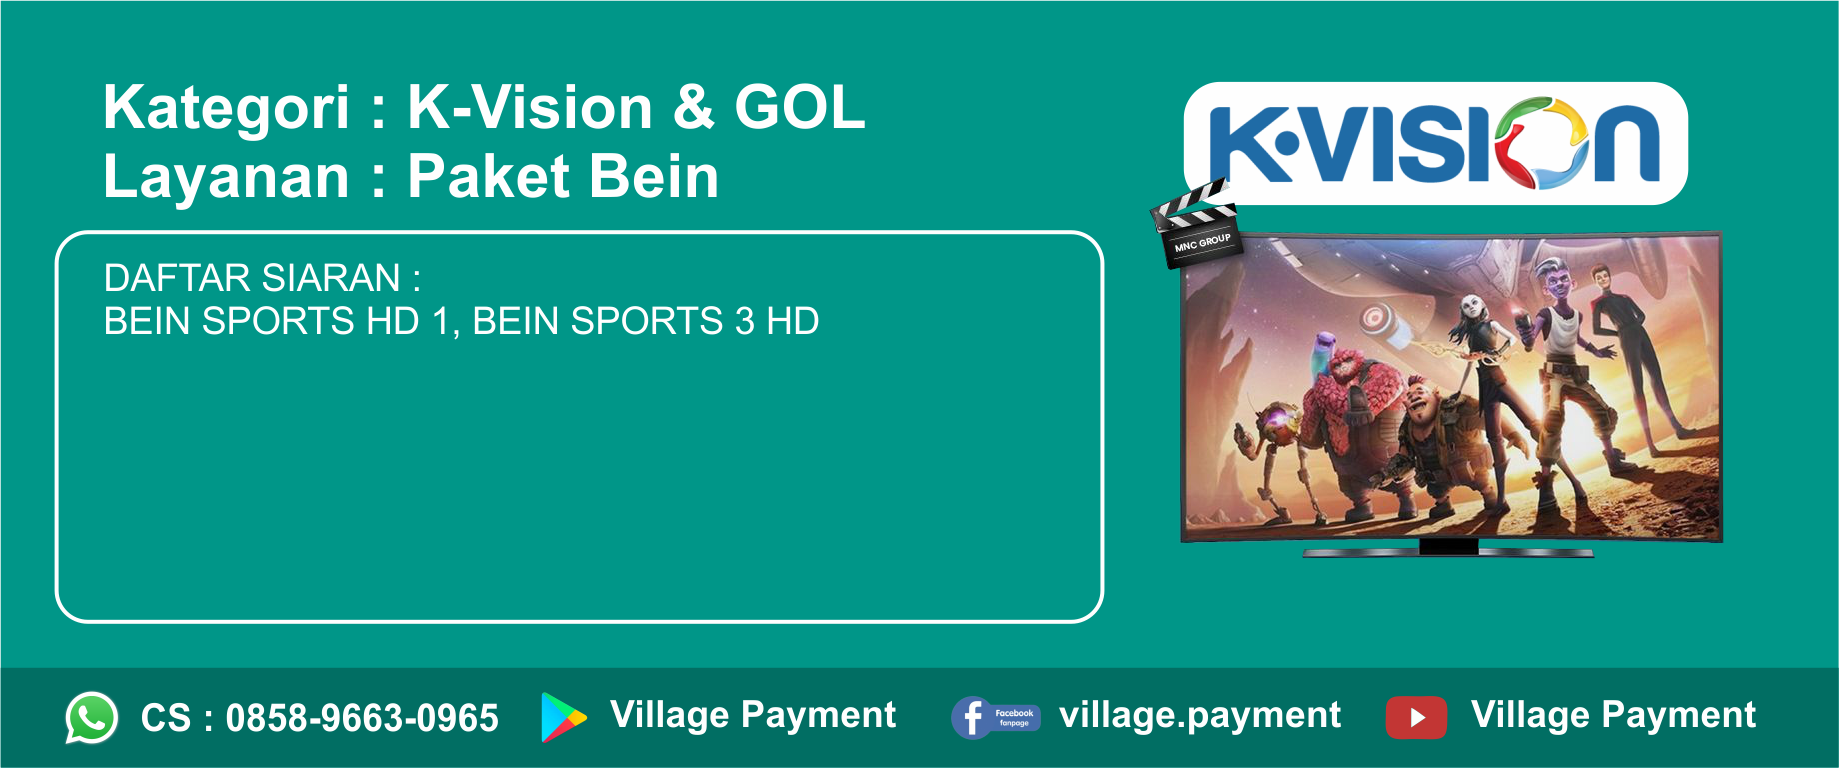 Kategori : K-Vision & GOL
Layanan : Paket Bein
K-VISION
MNC GROUP
DAFTAR SIARAN :
BEIN SPORTS HD 1, BEIN SPORTS 3 HD
CS : 0858-9663-0965
Village Payment
Facebook
fanpage
village.payment
Village Payment